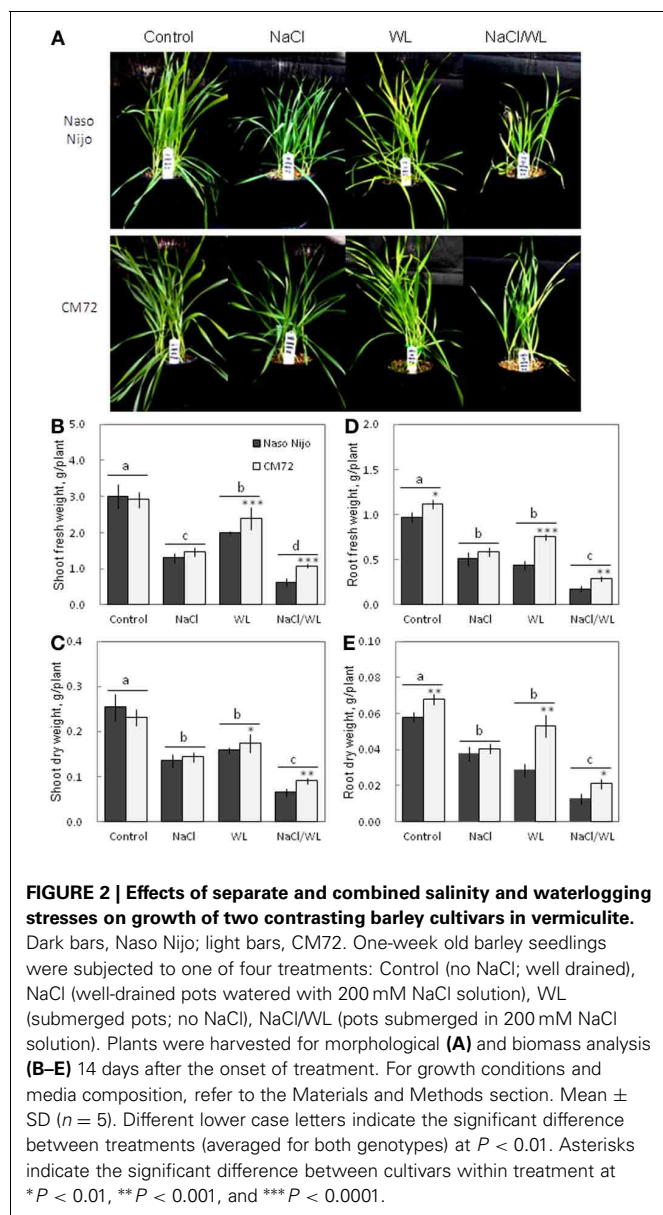 A
Control NaCl WL NaCl/WL
Naso
Nijo
CM72
B
5.0
4.0
3.0
2.0
1.0
0.0
Shoot fresh weight, g/plant
Naso Nijo
CM72
a
c
b
***
d
***
Control NaCl WL NaCl/WL
D
2.0
1.5
1.0
0.5
0.0
Root fresh weight, g/plant
a
*
b
b
***
c
**
Control NaCl WL NaCl/WL
C
0.4
0.3
0.2
0.1
0.0
Shoot dry weight, g/plant
a
b
b
*
c
**
Control NaCl WL NaCl/WL
E
0.10
0.08
0.06
0.04
0.02
0.00
Root dry weight, g/plant
a
**
b
b
**
c
*
Control NaCl WL NaCl/WL
FIGURE 2 | Effects of separate and combined salinity and waterlogging
stresses on growth of two contrasting barley cultivars in vermiculite.
Dark bars, Naso Nijo; light bars, CM72. One-week old barley seedlings
were subjected to one of four treatments: Control (no NaCl; well drained),
NaCl (well-drained pots watered with 200 mM NaCl solution), WL
(submerged pots; no NaCl), NaCl/WL (pots submerged in 200 mM NaCl
solution). Plants were harvested for morphological (A) and biomass analysis
(B–E) 14 days after the onset of treatment. For growth conditions and
media composition, refer to the Materials and Methods section. Mean ±
SD (n = 5). Different lower case letters indicate the significant difference
between treatments (averaged for both genotypes) at P < 0.01. Asterisks
indicate the significant difference between cultivars within treatment at
*P < 0.01, **P < 0.001, and ***P < 0.0001.